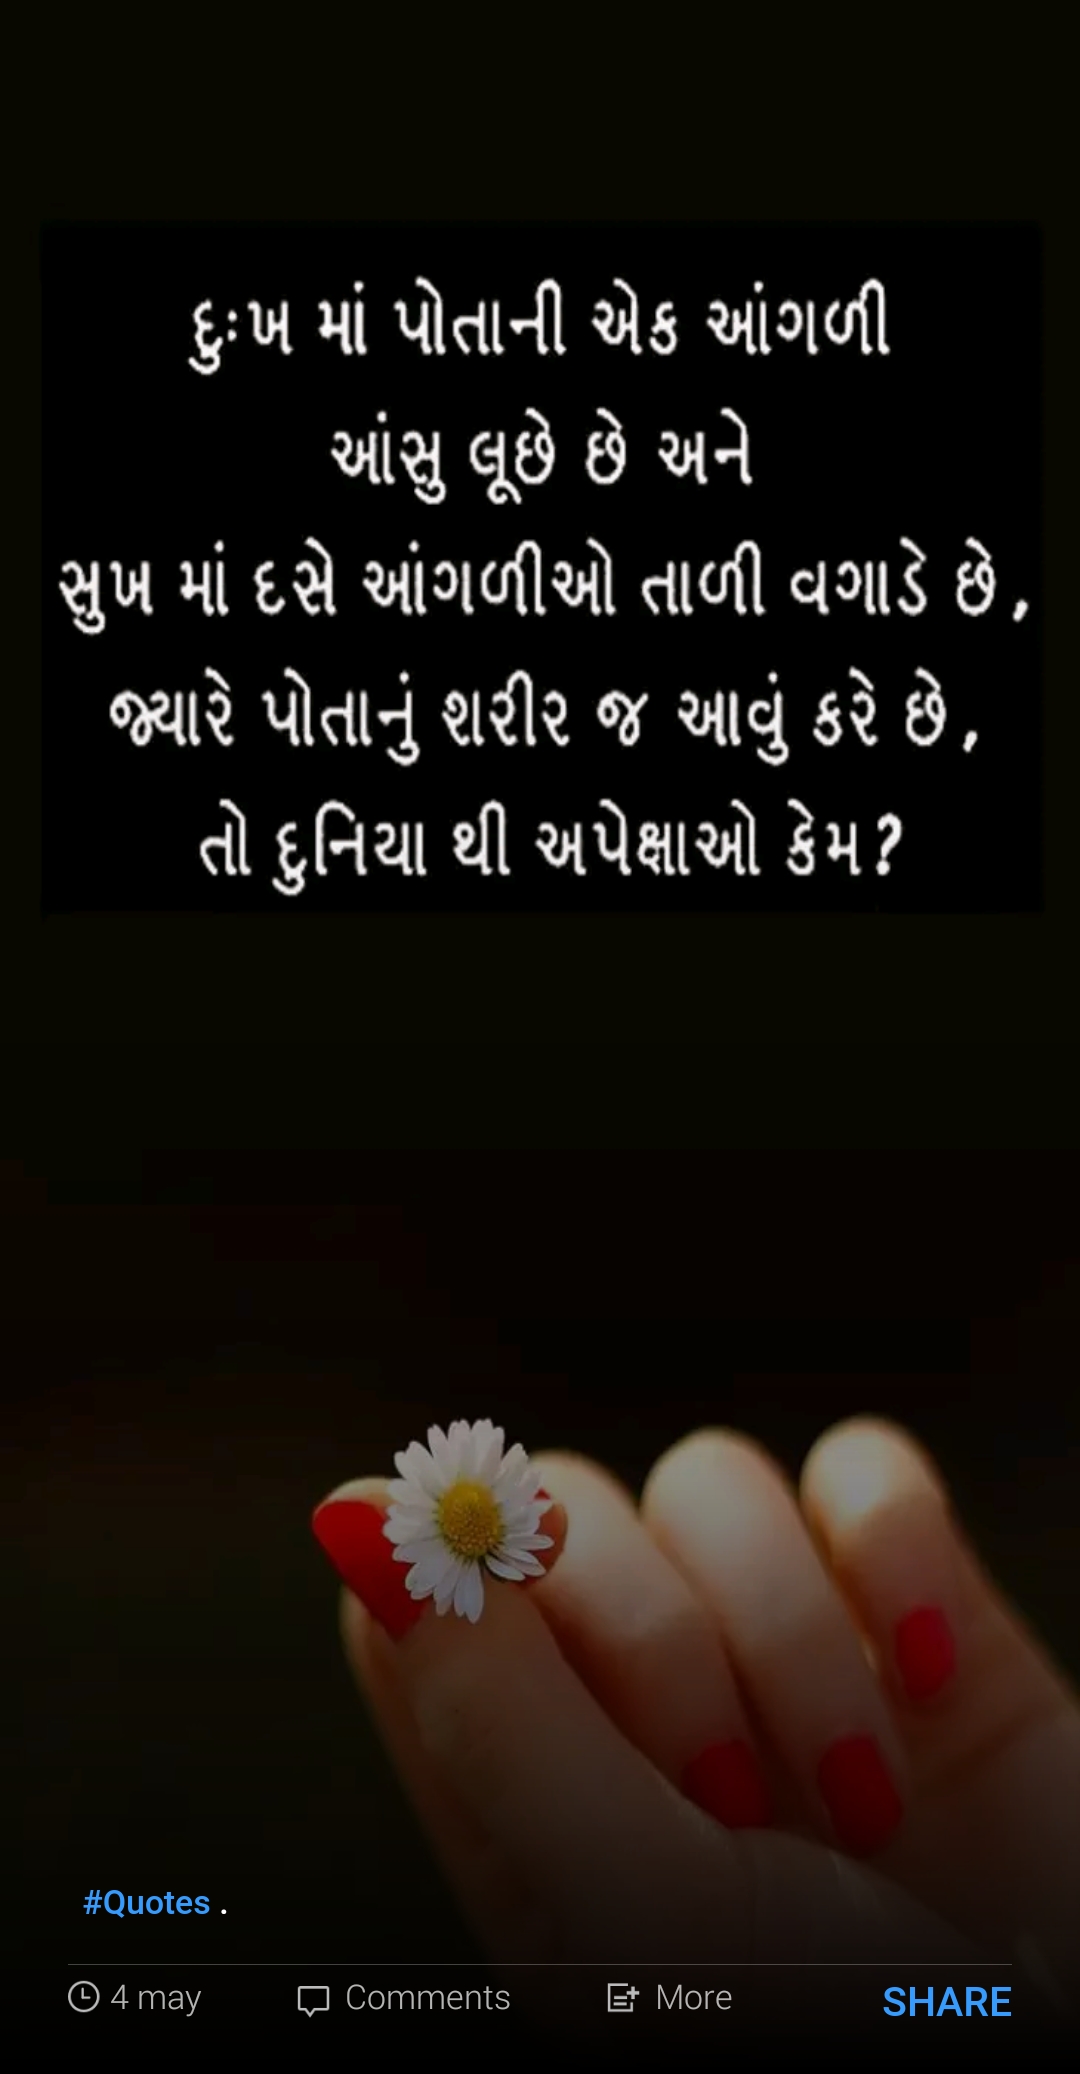 દુઃખ માં પોતાની એક આંગળી
આંસુ લૂછે છે અને
સુખ માં દસે આંગળીઓ તાળી વગાડે છે,
જ્યારે પોતાનું શરીર જ આવું કરે છે,
તો દુનિયા થી અપેક્ષાઓ કેમ?
#Quotes .
4 may Comments More SHARE